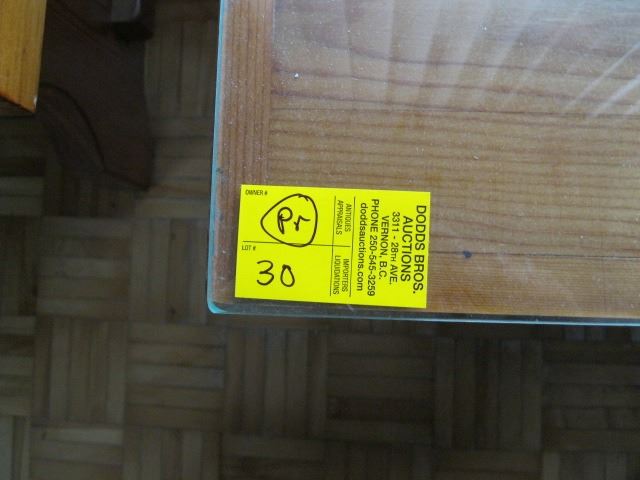 DODDS BROS.
AUCTIONS
3311 - 28TH AVE.
VERNON, B.C.
PHONE 250-545-3259
doddsauctions.com
ANTIQUES
APPRAISALS
IMPORTERS
LIQUIDATIONS
OWNER #
Pr
LOT #
30